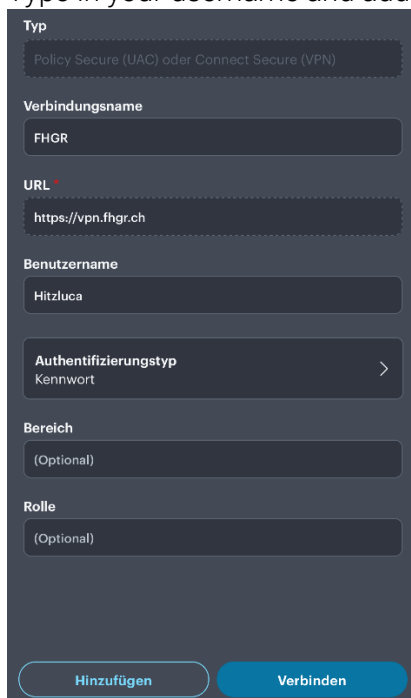 Type in your username and add
Typ
Policy Secure (UAC) oder Connect Secure (VPN)
Verbindungsname
FHGR
URL *
https://vpn.fhgr.ch
Benutzername
Hitzluca
Authentifizierungstyp
Kennwort
Bereich
(Optional)
Rolle
(Optional)
Hinzufügen
Verbinden